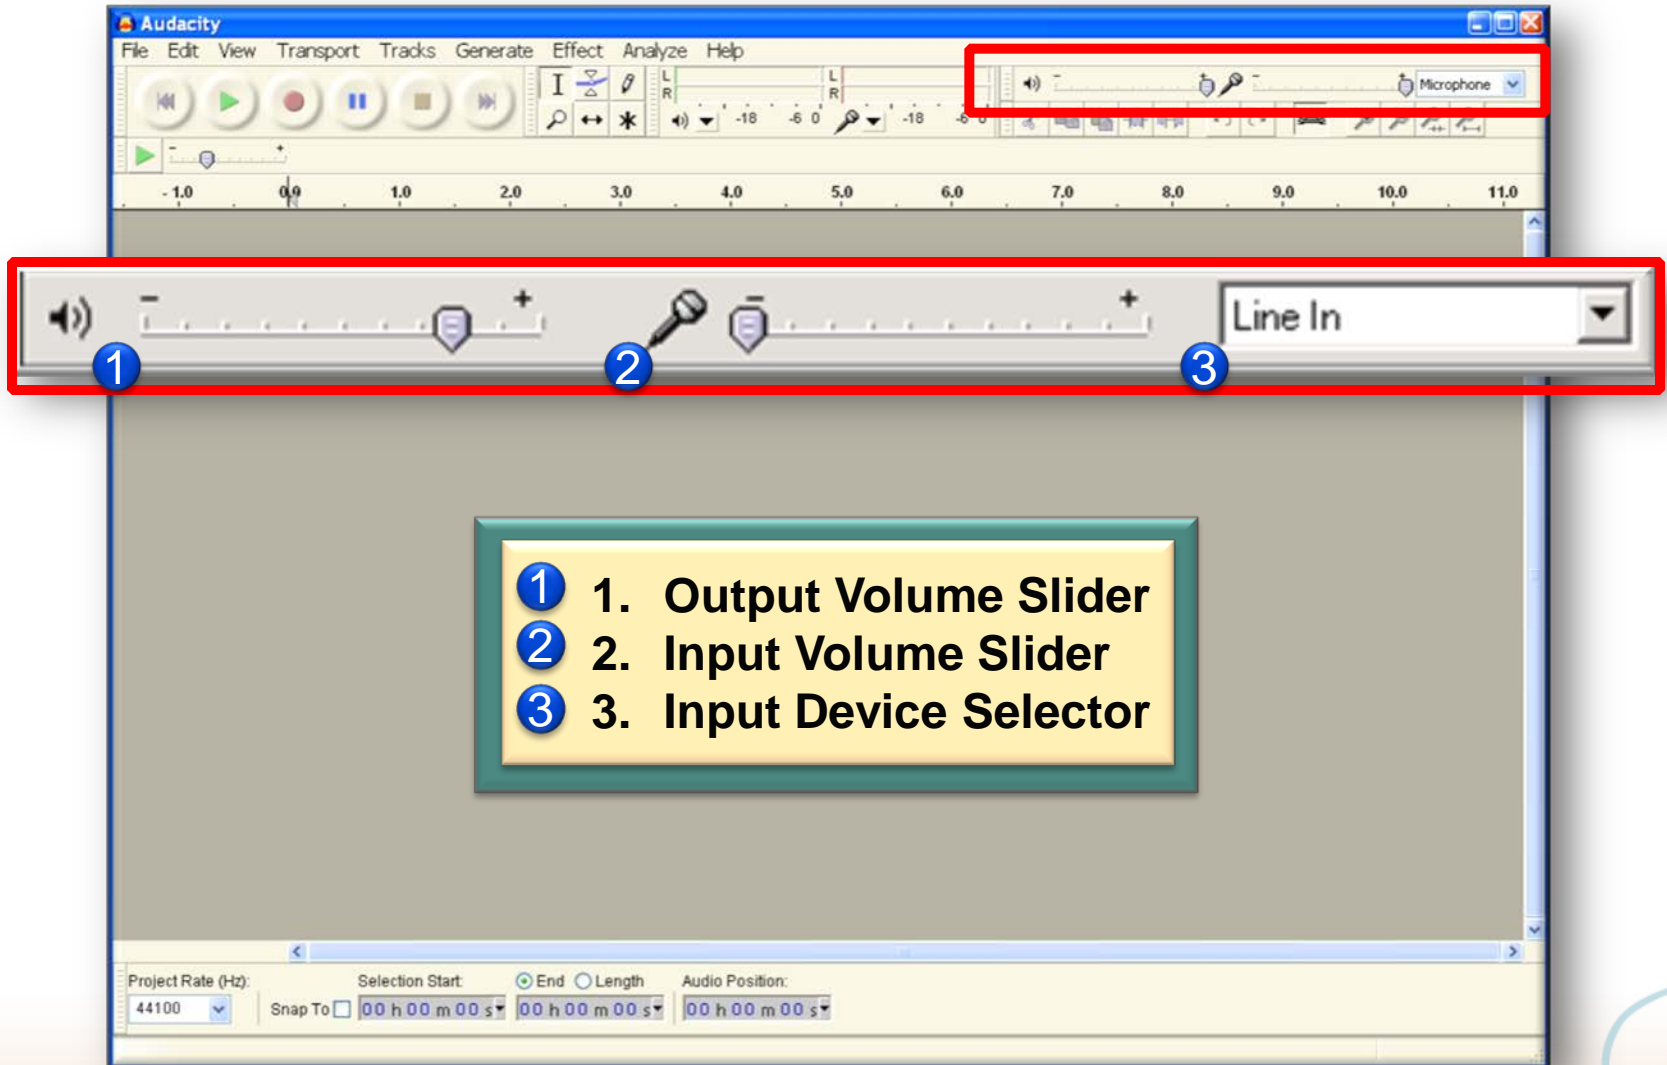 Audacity
File Edit View Transport Tracks Generate Effect Analyze Help
L R L R
- + - + Microphone
-18 -6 0 -18 -6 0
- +
- 1.0 0.0 1.0 2.0 3.0 4.0 5.0 6.0 7.0 8.0 9.0 10.0 11.0
- + - + Line In
1 2 3
1 1. Output Volume Slider
2 2. Input Volume Slider
3 3. Input Device Selector
Project Rate (Hz): Selection Start: End Length Audio Position:
44100 Snap To 00 h 00 m 00 s 00 h 00 m 00 s 00 h 00 m 00 s